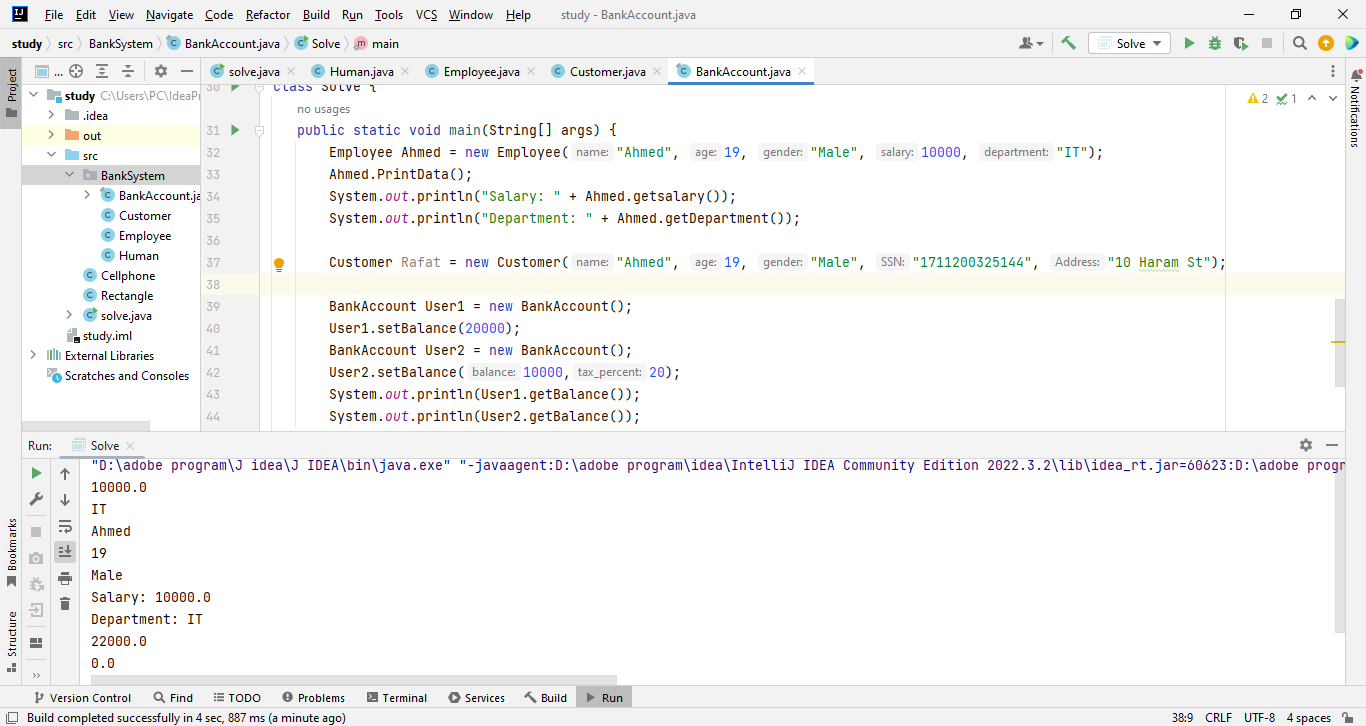 File Edit View Navigate Code Refactor Build Run Tools VCS Window Help study - BankAccount.java
study src BankSystem BankAccount.java Solve main Solve
Project ... solve.java Human.java Employee.java Customer.java BankAccount.java
study C:\Users\PC\IdeaPr
.idea
out
src
BankSystem
BankAccount.ja
Customer
Employee
Human
Cellphone
Rectangle
solve.java
study.iml
External Libraries
Scratches and Consoles
2 1
Notifications
30 class Solve {
no usages
31 public static void main(String[] args) {
32 Employee Ahmed = new Employee( name: "Ahmed", age: 19, gender: "Male", salary: 10000, department: "IT");
33 Ahmed.PrintData();
34 System.out.println("Salary: " + Ahmed.getsalary());
35 System.out.println("Department: " + Ahmed.getDepartment());
36
37 Customer Rafat = new Customer( name: "Ahmed", age: 19, gender: "Male", SSN: "1711200325144", Address: "10 Haram St");
38
39 BankAccount User1 = new BankAccount();
40 User1.setBalance(20000);
41 BankAccount User2 = new BankAccount();
42 User2.setBalance( balance: 10000, tax_percent: 20);
43 System.out.println(User1.getBalance());
44 System.out.println(User2.getBalance());
Run: Solve
"D:\adobe program\J idea\J IDEA\bin\java.exe" "-javaagent:D:\adobe program\idea\IntelliJ IDEA Community Edition 2022.3.2\lib\idea_rt.jar=60623:D:\adobe progr
10000.0
IT
Ahmed
19
Male
Salary: 10000.0
Department: IT
22000.0
0.0
Bookmarks
Structure
Version Control Find TODO Problems Terminal Services Build Run
Build completed successfully in 4 sec, 887 ms (a minute ago) 38:9 CRLF UTF-8 4 spaces